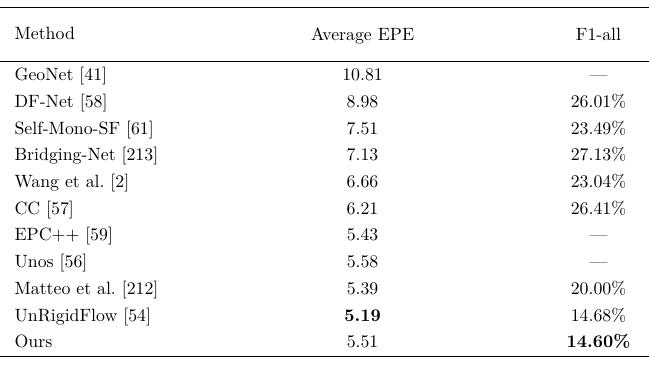 Method Average EPE F1-all
GeoNet [41] 10.81 —
DF-Net [58] 8.98 26.01%
Self-Mono-SF [61] 7.51 23.49%
Bridging-Net [213] 7.13 27.13%
Wang et al. [2] 6.66 23.04%
CC [57] 6.21 26.41%
EPC++ [59] 5.43 —
Unos [56] 5.58 —
Matteo et al. [212] 5.39 20.00%
UnRigidFlow [54] 5.19 14.68%
Ours 5.51 14.60%